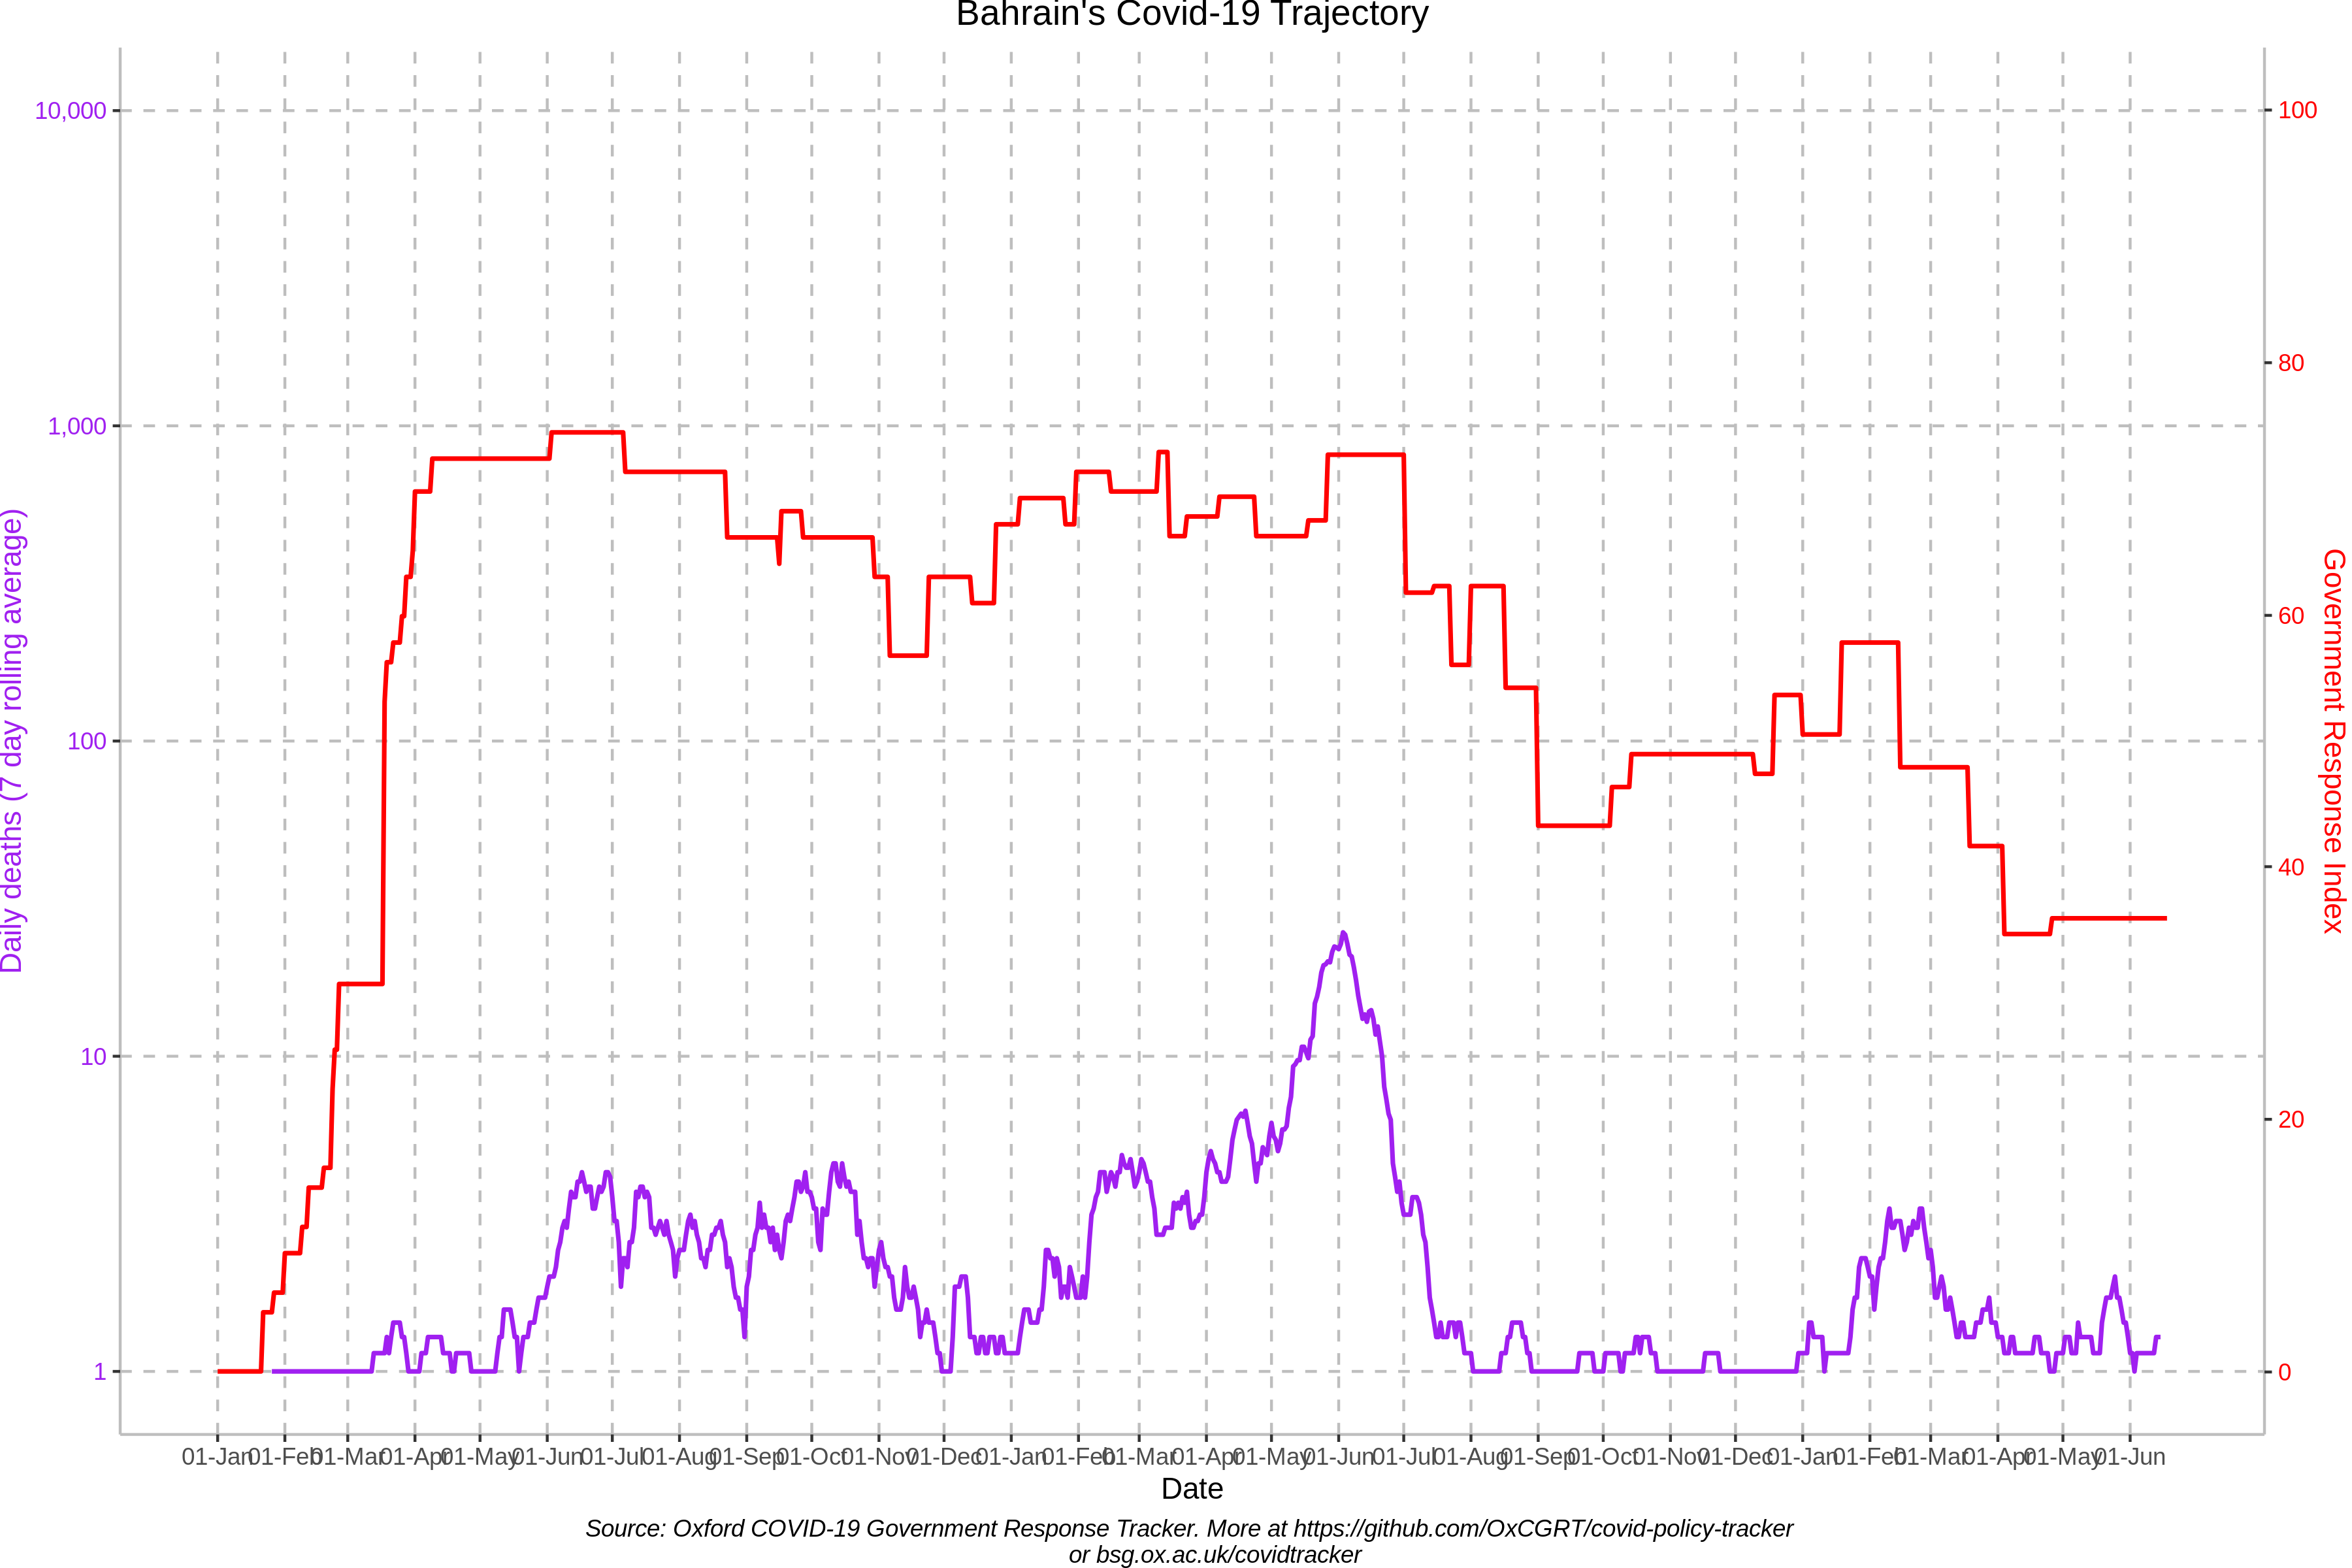 Bahrain's Covid-19 Trajectory
10,000
1,000
100
10
1
Daily deaths (7 day rolling average)
100
80
60
40
20
0
Government Response Index
01-Jan 01-Feb 01-Mar 01-Apr 01-May 01-Jun 01-Jul 01-Aug 01-Sep 01-Oct 01-Nov 01-Dec 01-Jan 01-Feb 01-Mar 01-Apr 01-May 01-Jun 01-Jul 01-Aug 01-Sep 01-Oct 01-Nov 01-Dec 01-Jan 01-Feb 01-Mar 01-Apr 01-May 01-Jun
Date
Source: Oxford COVID-19 Government Response Tracker. More at https://github.com/OxCGRT/covid-policy-tracker
or bsg.ox.ac.uk/covidtracker